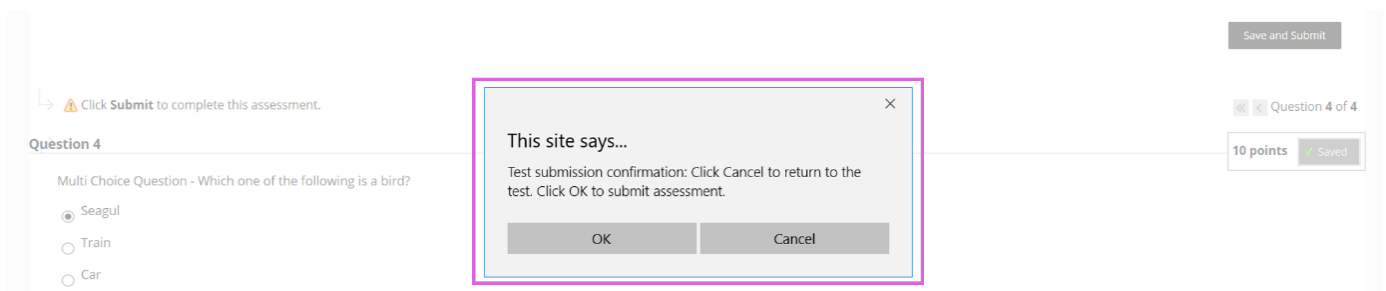 Save and Submit
Click Submit to complete this assessment.
Question 4 of 4
Question 4
10 points
Saved
Multi Choice Question - Which one of the following is a bird?
Seagul
Train
Car
This site says...
Test submission confirmation: Click Cancel to return to the
test. Click OK to submit assessment.
OK
Cancel